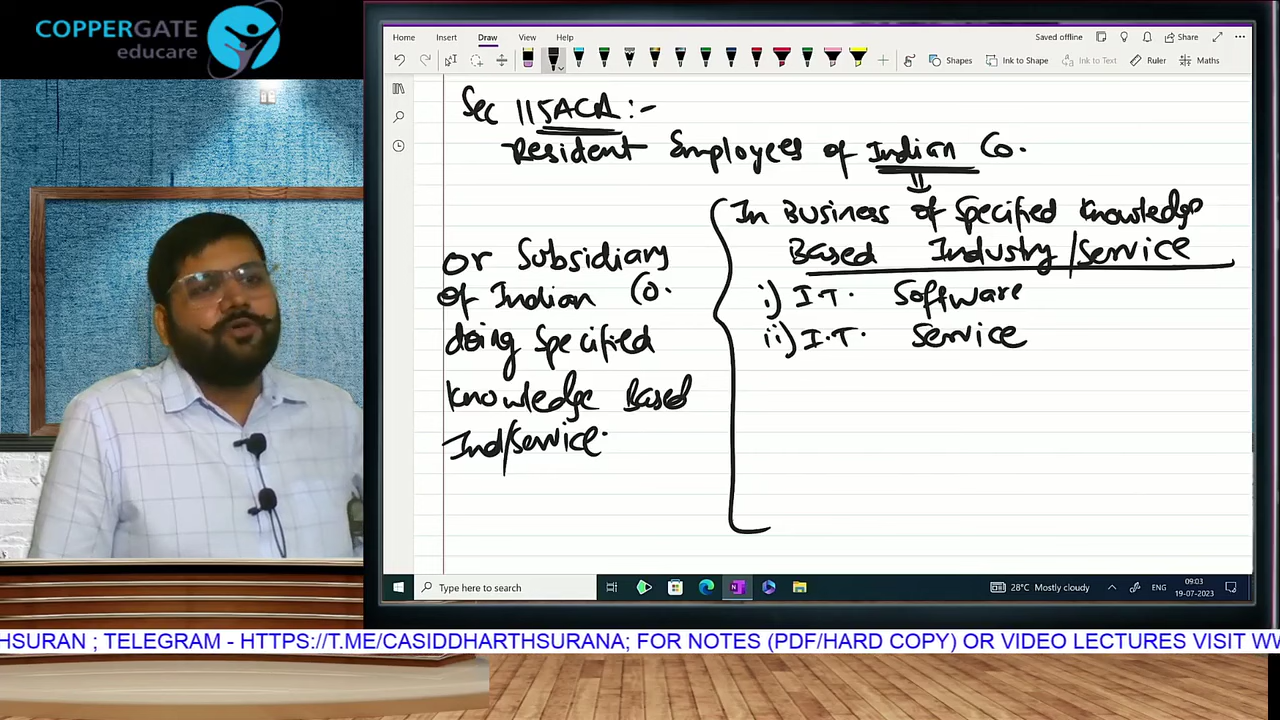 COPPERGATE
educare
Home Insert Draw View Help
Saved offline
Share
Shapes
Ink to Shape
Ink to Text
Ruler
Maths
Sec 115ACA :-
Resident Employees of Indian Co.
In Business of Specified Knowledge
Based Industry/Service
i) I.T. Software
ii) I.T. Service
or Subsidiary
of Indian Co.
doing Specified
Knowledge Based
Ind/Service.
Type here to search
28°C Mostly cloudy
ENG
09:03
19-07-2023
HSURAN ; TELEGRAM - HTTPS://T.ME/CASIDDHARTHSURANA; FOR NOTES (PDF/HARD COPY) OR VIDEO LECTURES VISIT WW